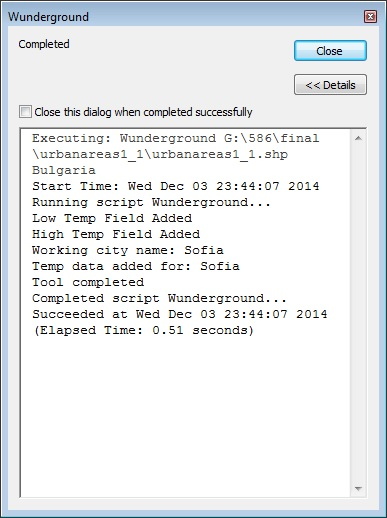 Wunderground
Completed
Close
<< Details
Close this dialog when completed successfully
Executing: Wunderground G:\586\final
\urbanareas1_1\urbanareas1_1.shp
Bulgaria
Start Time: Wed Dec 03 23:44:07 2014
Running script Wunderground...
Low Temp Field Added
High Temp Field Added
Working city name: Sofia
Temp data added for: Sofia
Tool completed
Completed script Wunderground...
Succeeded at Wed Dec 03 23:44:07 2014
(Elapsed Time: 0.51 seconds)